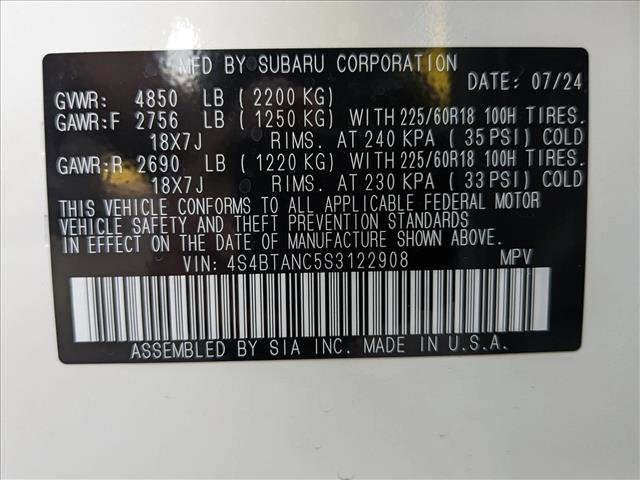 MFD BY SUBARU CORPORATION
DATE: 07/24
GVWR: 4850 LB (2200 KG)
GAWR:F 2756 LB (1250 KG) WITH 225/60R18 100H TIRES.
18X7J RIMS. AT 240 KPA (35 PSI) COLD
GAWR:R 2690 LB (1220 KG) WITH 225/60R18 100H TIRES.
18X7J RIMS. AT 230 KPA (33 PSI) COLD
THIS VEHICLE CONFORMS TO ALL APPLICABLE FEDERAL MOTOR
VEHICLE SAFETY AND THEFT PREVENTION STANDARDS
IN EFFECT ON THE DATE OF MANUFACTURE SHOWN ABOVE.
VIN: 4S4BTANC5S3122908 MPV
ASSEMBLED BY SIA INC. MADE IN U.S.A.